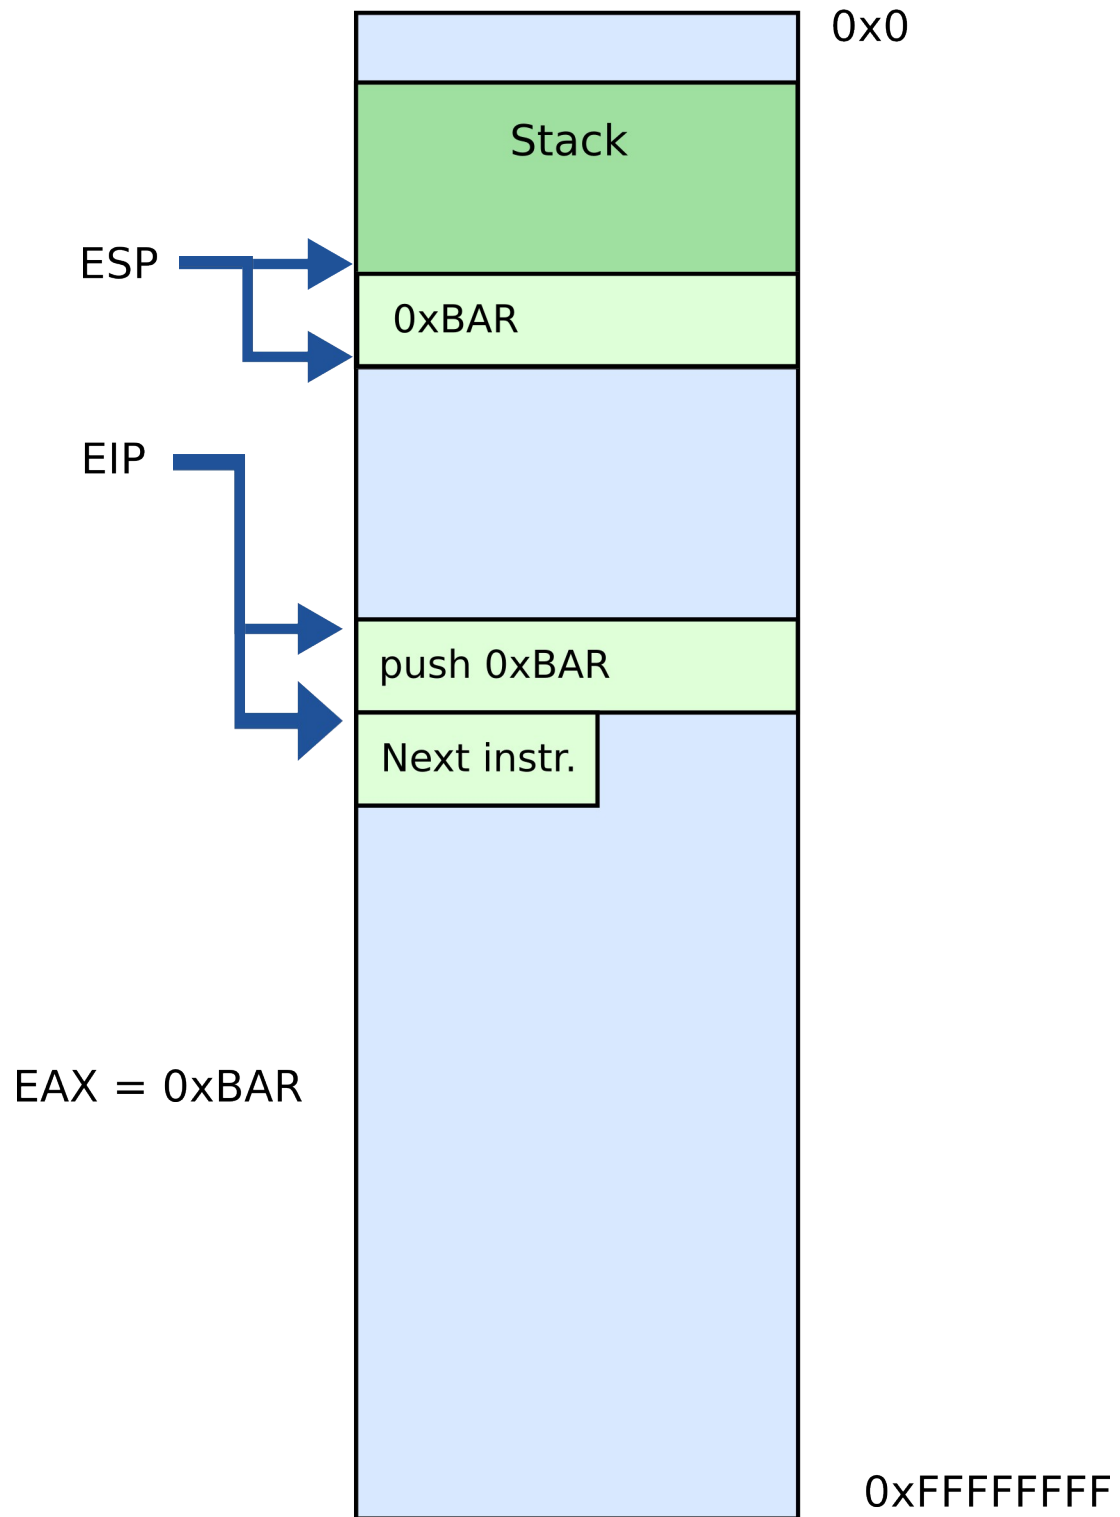 0x0
Stack
ESP
0xBAR
EIP
push 0xBAR
Next instr.
EAX = 0xBAR
0xFFFFFFFF